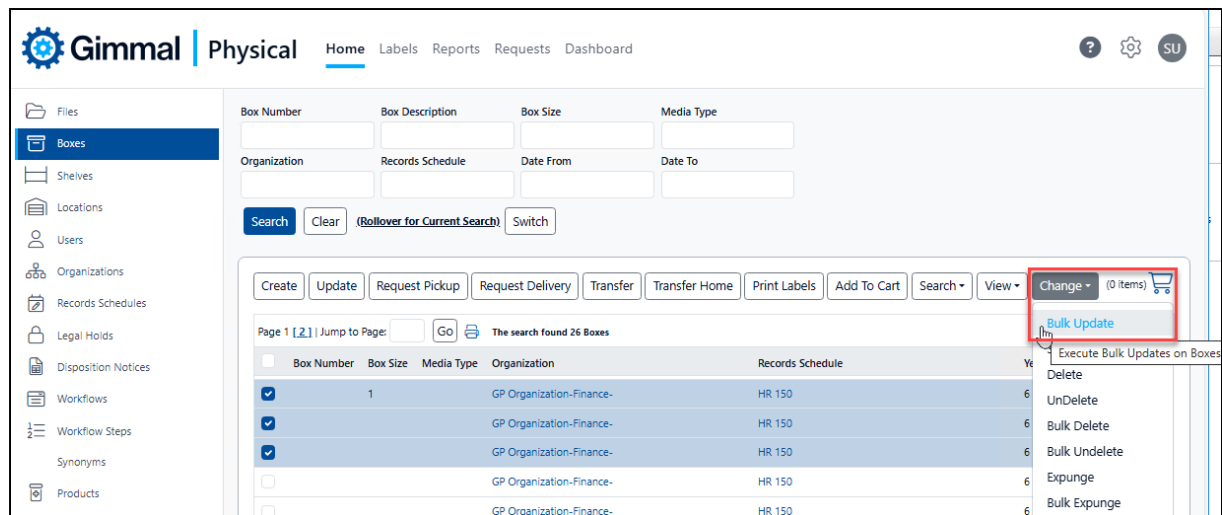 Gimmal | Physical Home Labels Reports Requests Dashboard ? SU
Files
Boxes
Shelves
Locations
Users
Organizations
Records Schedules
Legal Holds
Disposition Notices
Workflows
Workflow Steps
Synonyms
Products
Box Number Box Description Box Size Media Type
Organization Records Schedule Date From Date To
Search Clear (Rollover for Current Search) Switch
Create Update Request Pickup Request Delivery Transfer Transfer Home Print Labels Add To Cart Search View Change (0 items)
Page 1 [ 2 ] | Jump to Page: Go The search found 26 Boxes
Box Number Box Size Media Type Organization Records Schedule
1 GP Organization-Finance- HR 150 6
GP Organization-Finance- HR 150 6
GP Organization-Finance- HR 150 6
GP Organization-Finance- HR 150 6
GP Organization-Finance- HR 150 6
Bulk Update
Execute Bulk Updates on Boxes
Delete
UnDelete
Bulk Delete
Bulk Undelete
Expunge
Bulk Expunge